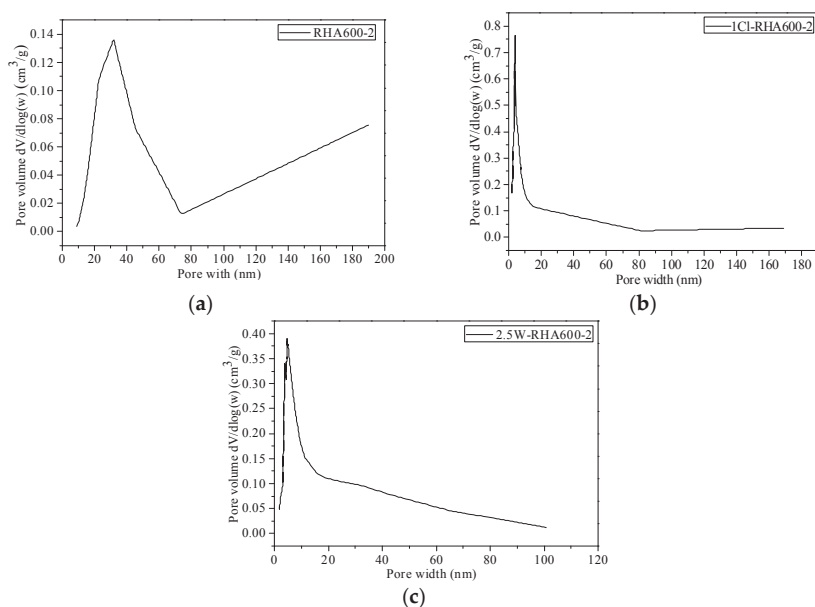 RHA600-2
0.14
0.12
0.10
0.08
0.06
0.04
0.02
0.00
Pore volume dV/dlog(w) (cm³/g)
0 20 40 60 80 100 120 140 160 180 200
Pore with (nm)
(a)
1Cl-RHA600-2
0.8
0.7
0.6
0.5
0.4
0.3
0.2
0.1
0.0
Pore volume dV/dlog(w) (cm³/g)
0 20 40 60 80 100 120 140 160 180
Pore width (nm)
(b)
2.5W-RHA600-2
0.40
0.35
0.30
0.25
0.20
0.15
0.10
0.05
0.00
Pore volume dV/dlog(w) (cm³/g)
0 20 40 60 80 100 120
Pore width (nm)
(c)